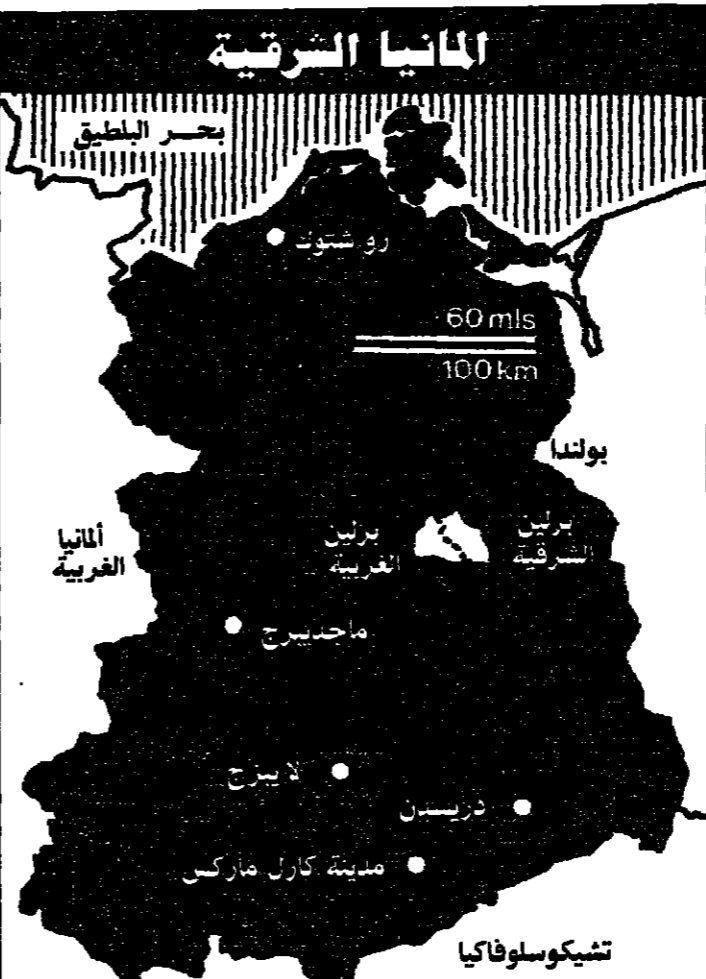 المانيا الشرقية
بحر البلطيق
روشتوك
60 mls
100 km
بولندا
برلين
الشرقية
برلين
الغربية
ألمانيا
الغربية
ماجديبرج
لايبزج
دريسدن
مدينة كارل ماركس
تشيكوسلوفاكيا